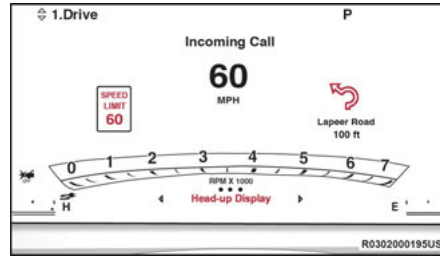 1.Drive
P
Incoming Call
60
MPH
SPEED
LIMIT
60
Lapeer Road
100 ft
0 1 2 3 4 5 6 7
RPM X 1000
Head-up Display
H
E
R0302000195US